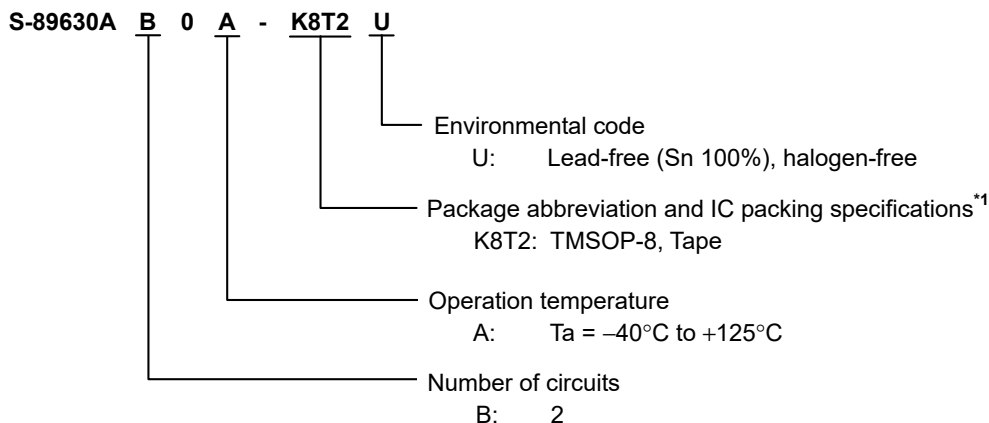 S-89630A B 0 A - K8T2 U
Environmental code
U: Lead-free (Sn 100%), halogen-free
Package abbreviation and IC packing specifications*1
K8T2: TMSOP-8, Tape
Operation temperature
A: Ta = −40°C to +125°C
Number of circuits
B: 2